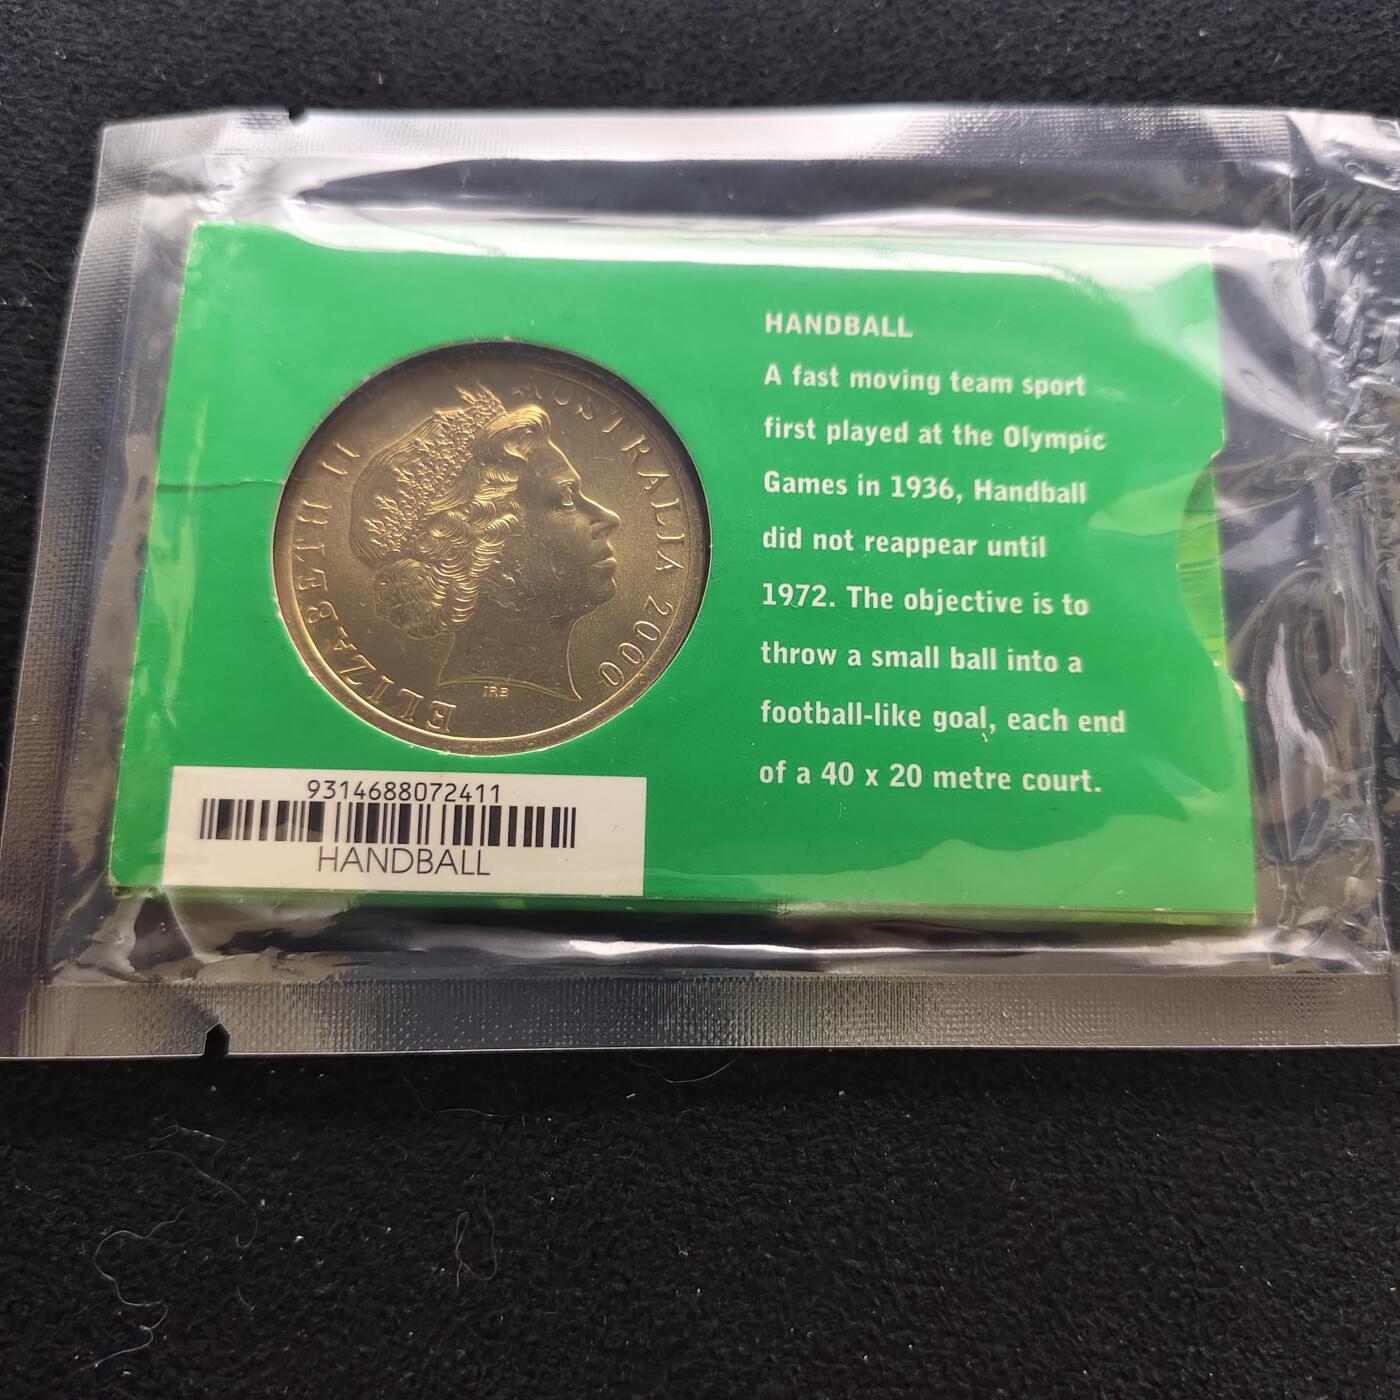 ELIZABETH II AUSTRALIA 2000
IRB
HANDBALL
A fast moving team sport
first played at the Olympic
Games in 1936, Handball
did not reappear until
1972. The objective is to
throw a small ball into a
football-like goal, each end
of a 40 x 20 metre court.
9314688072411
HANDBALL